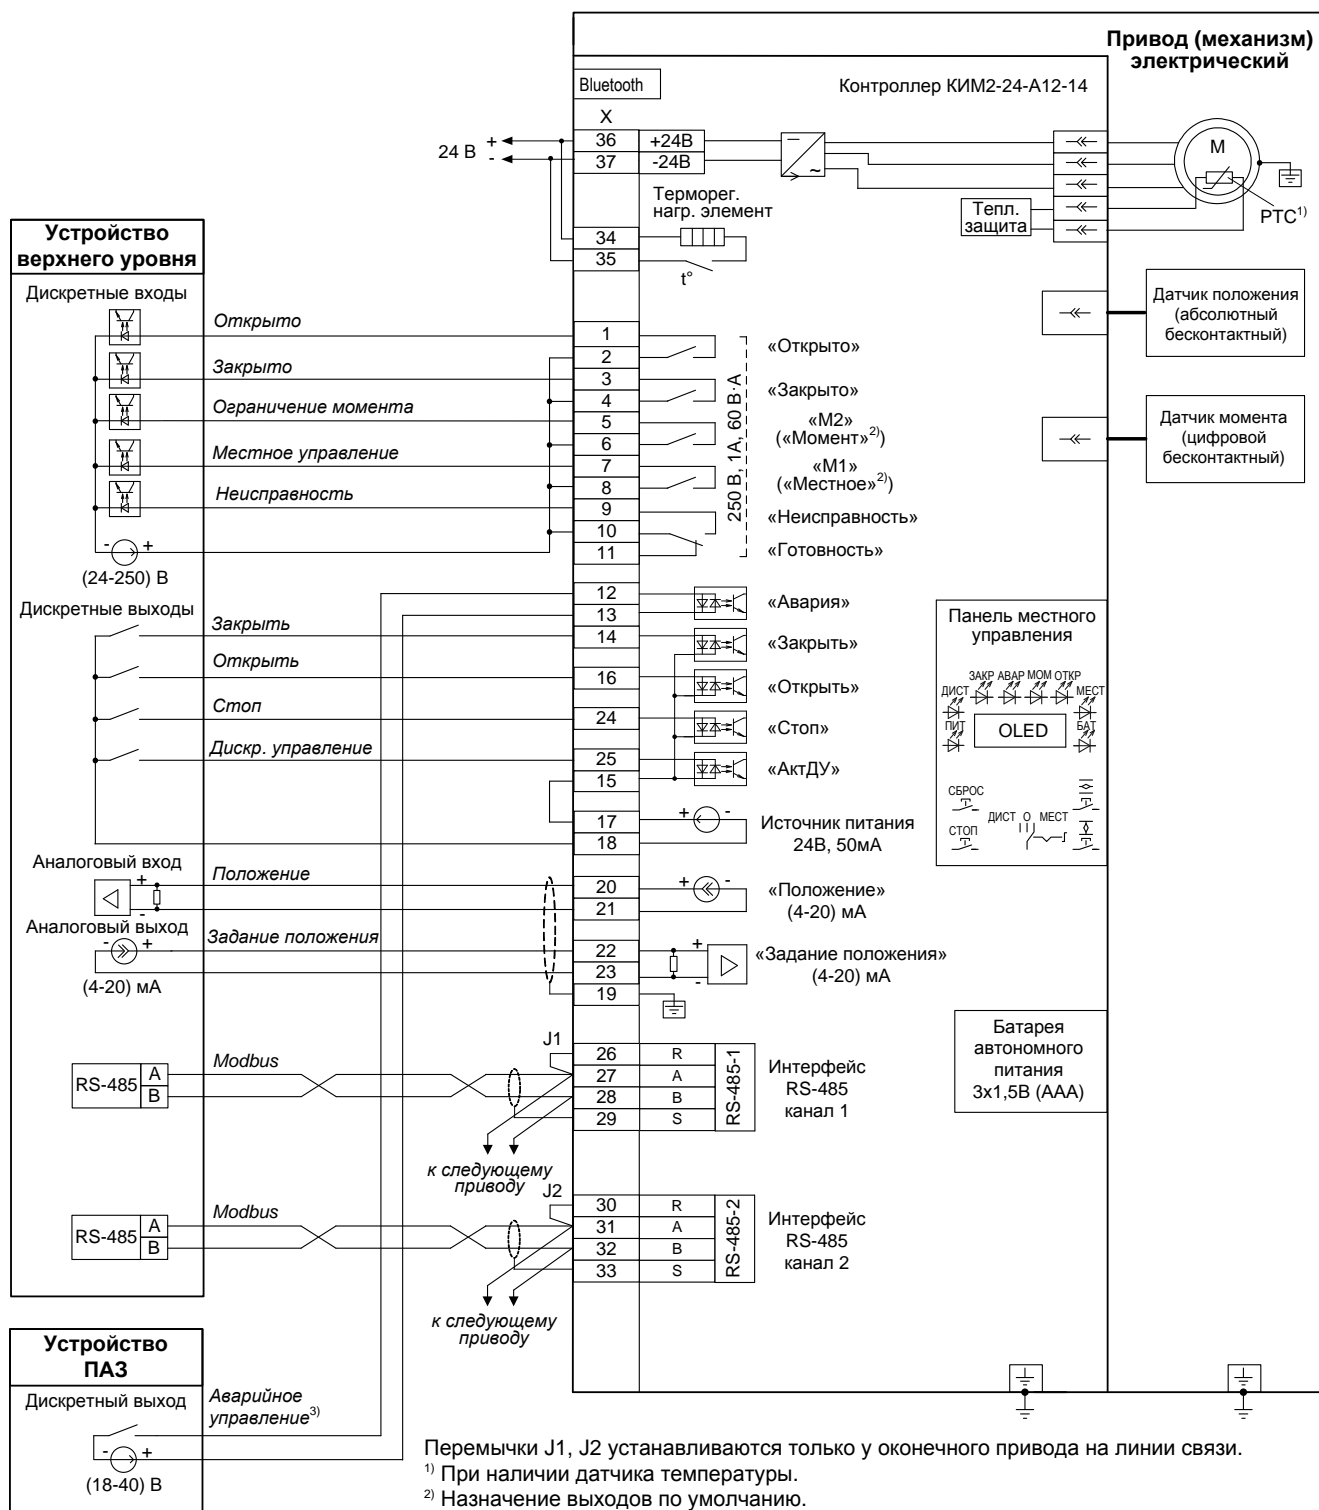 Привод (механизм)
электрический
Bluetooth
Контроллер КИМ2-24-А12-14
X
24 В
+
-
36 +24В
37 -24В
−
~
М
РТС¹⁾
Тепл.
защита
Терморег.
нагр. элемент
34
35
t°
Устройство
верхнего уровня
Дискретные входы
Открыто
Закрыто
Ограничение момента
Местное управление
Неисправность
- +
(24-250) В
1
2
3
4
5
6
7
8
9
10
11
250 В, 1А, 60 В·А
«Открыто»
«Закрыто»
«М2»
(«Момент»²⁾)
«М1»
(«Местное»²⁾)
«Неисправность»
«Готовность»
Датчик положения
(абсолютный
бесконтактный)
Датчик момента
(цифровой
бесконтактный)
Дискретные выходы
Закрыть
Открыть
Стоп
Дискр. управление
12
13
14
16
24
25
15
17
18
«Авария»
«Закрыть»
«Открыть»
«Стоп»
«АктДУ»
+ -
Источник питания
24В, 50мА
Панель местного
управления
ЗАКР АВАР МОМ ОТКР
ДИСТ МЕСТ
ПИТ OLED БАТ
СБРОС
ДИСТ О МЕСТ
СТОП
Аналоговый вход
+
-
Положение
20
21
+ -
«Положение»
(4-20) мА
Аналоговый выход
- +
(4-20) мА
Задание положения
22
23
19
+
-
«Задание положения»
(4-20) мА
Батарея
автономного
питания
3х1,5В (ААА)
RS-485 A
B
Modbus
J1
26 R
27 A
28 B
29 S
RS-485-1
Интерфейс
RS-485
канал 1
к следующему
приводу
RS-485 A
B
Modbus
J2
30 R
31 A
32 B
33 S
RS-485-2
Интерфейс
RS-485
канал 2
к следующему
приводу
Устройство
ПАЗ
Дискретный выход
- +
(18-40) В
Аварийное
управление³⁾
Перемычки J1, J2 устанавливаются только у оконечного привода на линии связи.
¹⁾ При наличии датчика температуры.
²⁾ Назначение выходов по умолчанию.